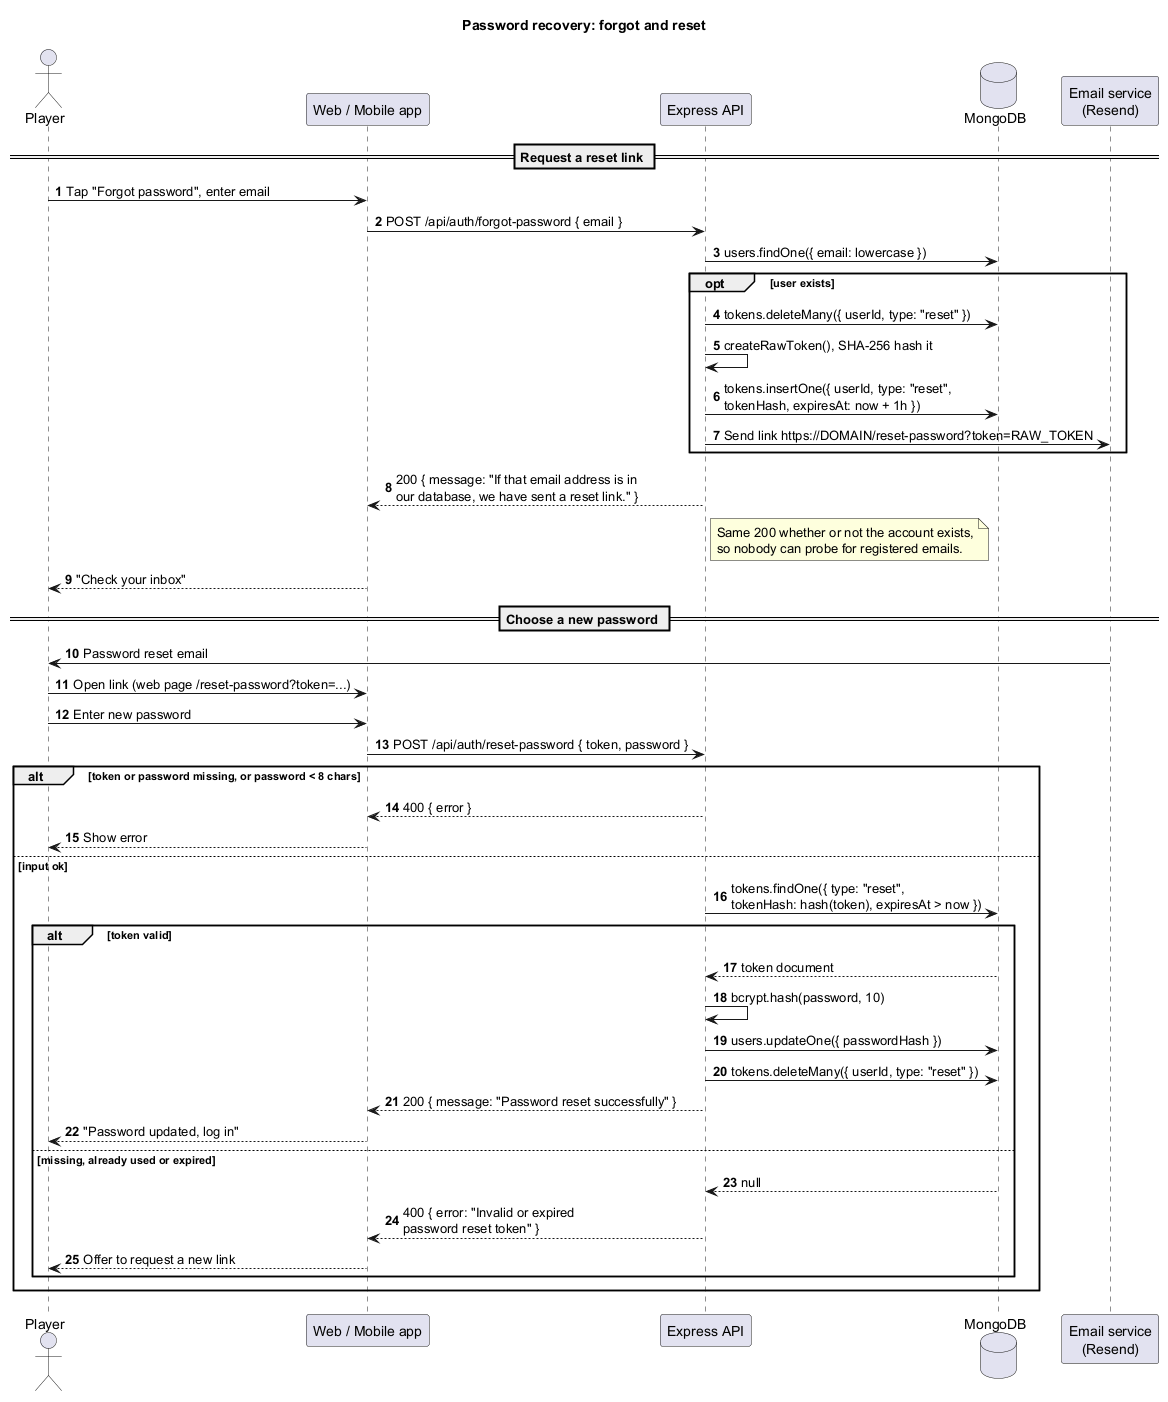 Password recovery: forgot and reset
Player
Web / Mobile app
Express API
MongoDB
Email service
(Resend)
Request a reset link
1 Tap "Forgot password", enter email
2 POST /api/auth/forgot-password { email }
3 users.findOne({ email: lowercase })
opt [user exists]
4 tokens.deleteMany({ userId, type: "reset" })
5 createRawToken(), SHA-256 hash it
6 tokens.insertOne({ userId, type: "reset",
tokenHash, expiresAt: now + 1h })
7 Send link https://DOMAIN/reset-password?token=RAW_TOKEN
8 200 { message: "If that email address is in
our database, we have sent a reset link." }
Same 200 whether or not the account exists,
so nobody can probe for registered emails.
9 "Check your inbox"
Choose a new password
10 Password reset email
11 Open link (web page /reset-password?token=...)
12 Enter new password
13 POST /api/auth/reset-password { token, password }
alt [token or password missing, or password < 8 chars]
14 400 { error }
15 Show error
[input ok]
16 tokens.findOne({ type: "reset",
tokenHash: hash(token), expiresAt > now })
alt [token valid]
17 token document
18 bcrypt.hash(password, 10)
19 users.updateOne({ passwordHash })
20 tokens.deleteMany({ userId, type: "reset" })
21 200 { message: "Password reset successfully" }
22 "Password updated, log in"
[missing, already used or expired]
23 null
24 400 { error: "Invalid or expired
password reset token" }
25 Offer to request a new link
Player
Web / Mobile app
Express API
MongoDB
Email service
(Resend)